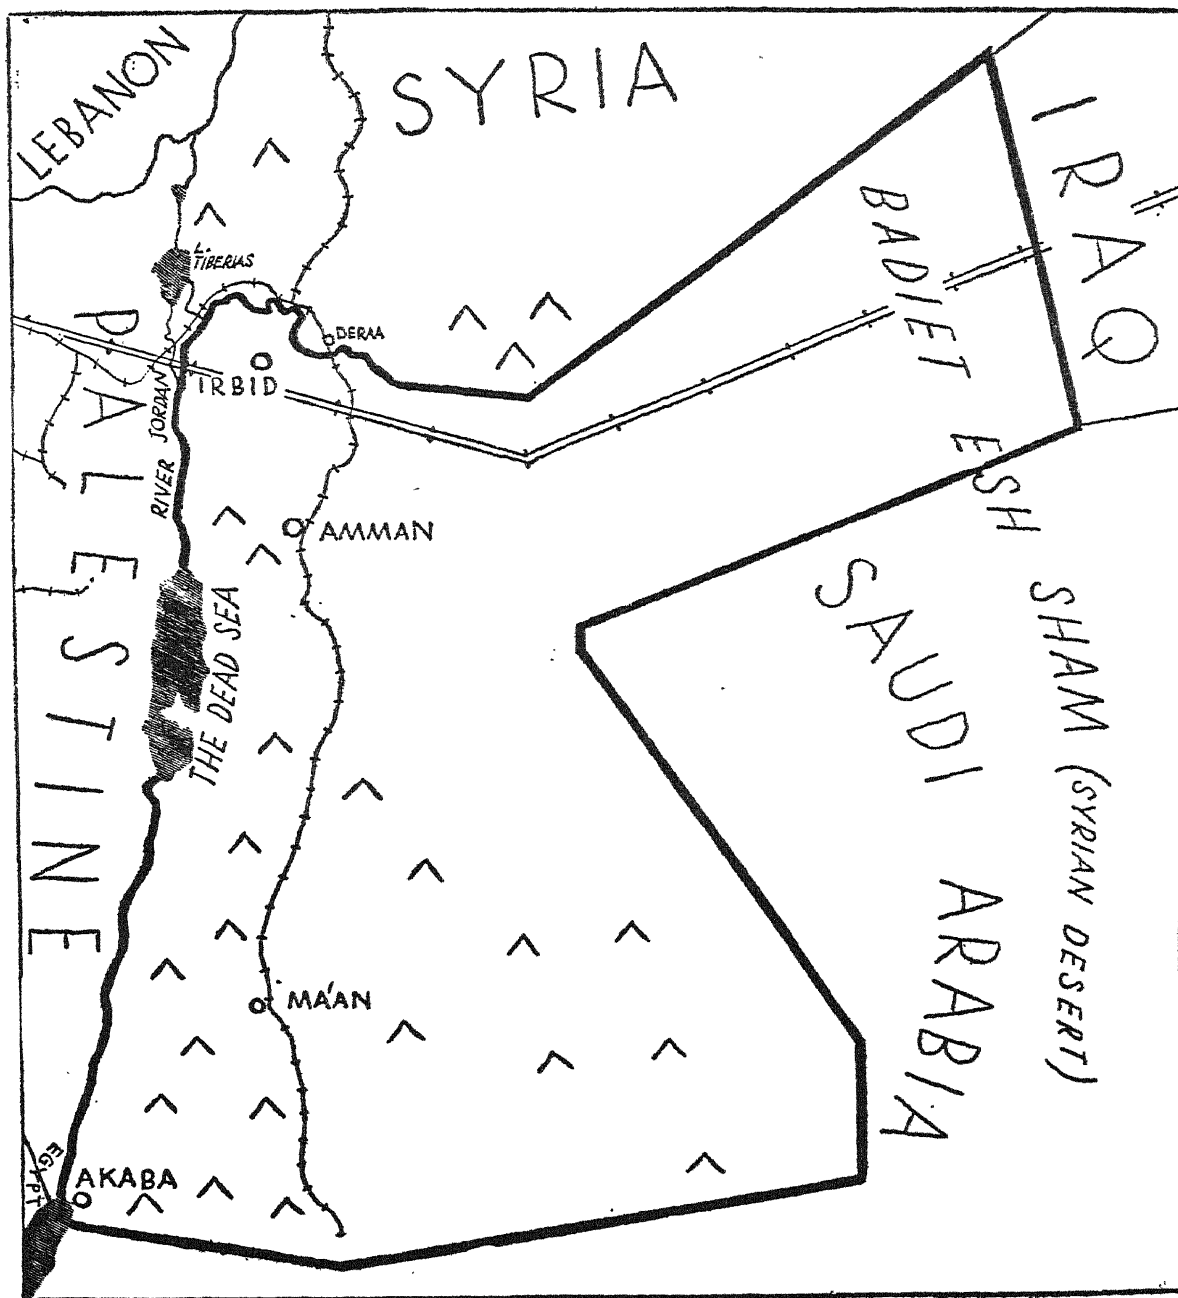 LEBANON
SYRIA
IRAQ
BADIET ESH SHAM (SYRIAN DESERT)
L. TIBERIAS
DERAA
IRBID
RIVER JORDAN
PALESTINE
AMMAN
THE DEAD SEA
SAUDI ARABIA
MA'AN
EGYPT
AKABA